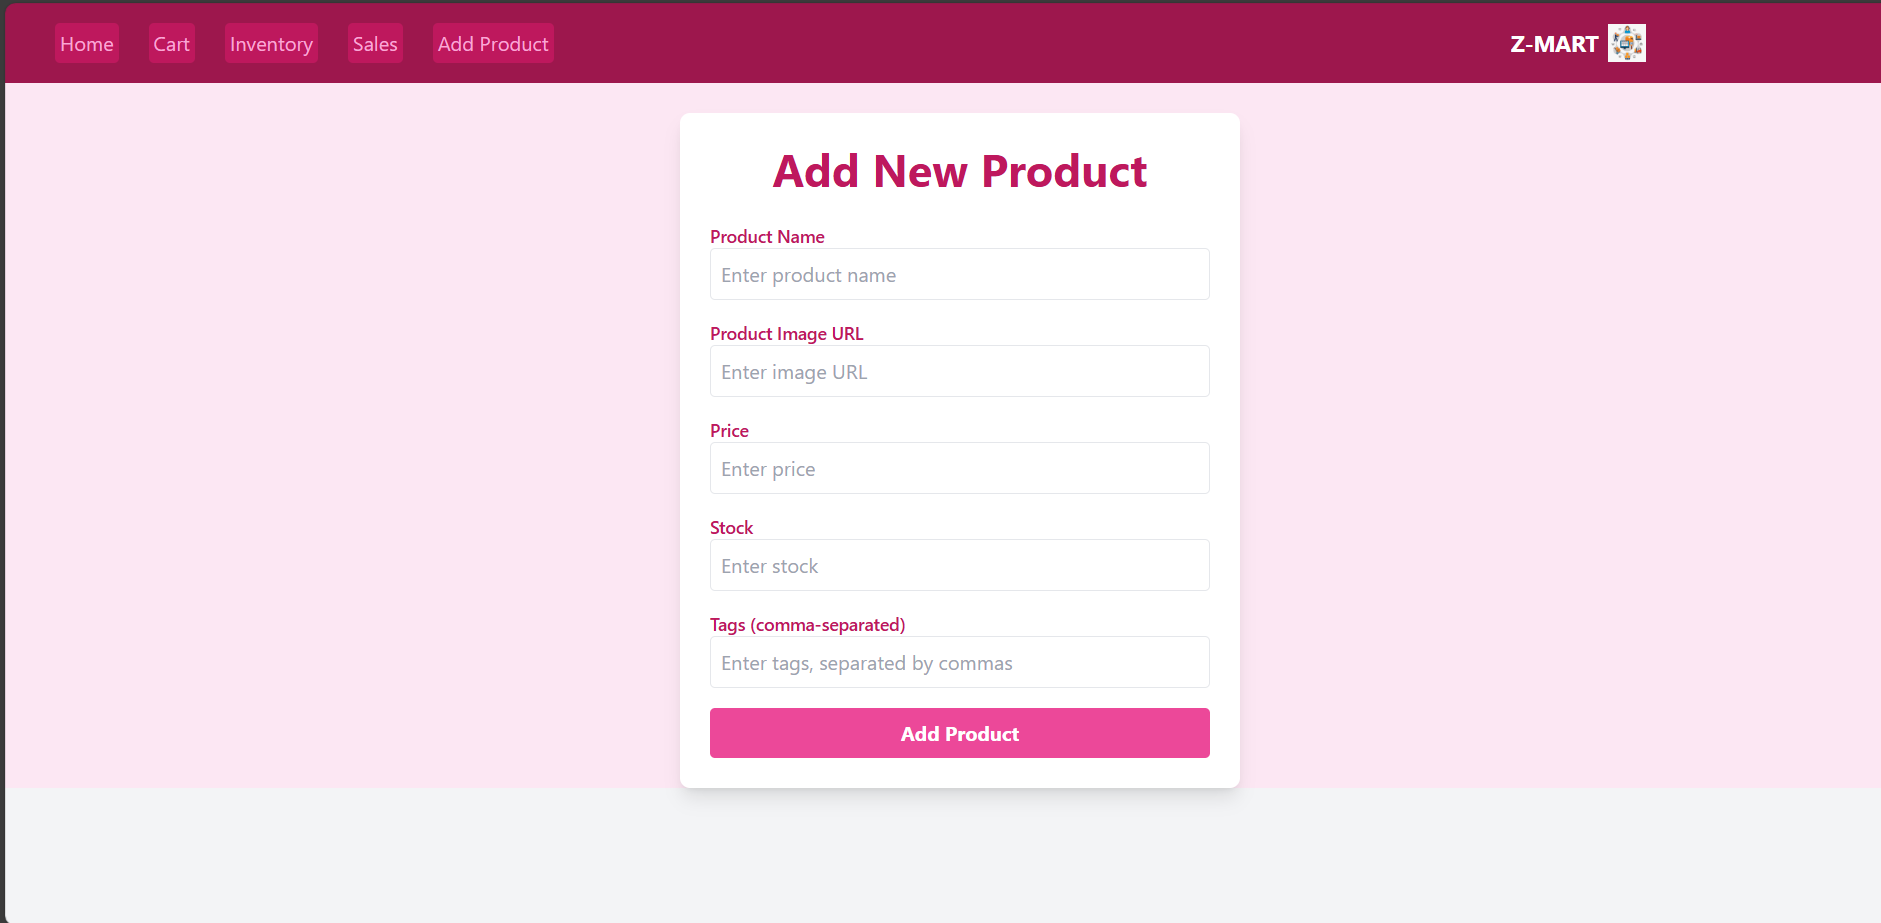 Home Cart Inventory Sales Add Product Z-MART
Add New Product
Product Name
Enter product name
Product Image URL
Enter image URL
Price
Enter price
Stock
Enter stock
Tags (comma-separated)
Enter tags, separated by commas
Add Product